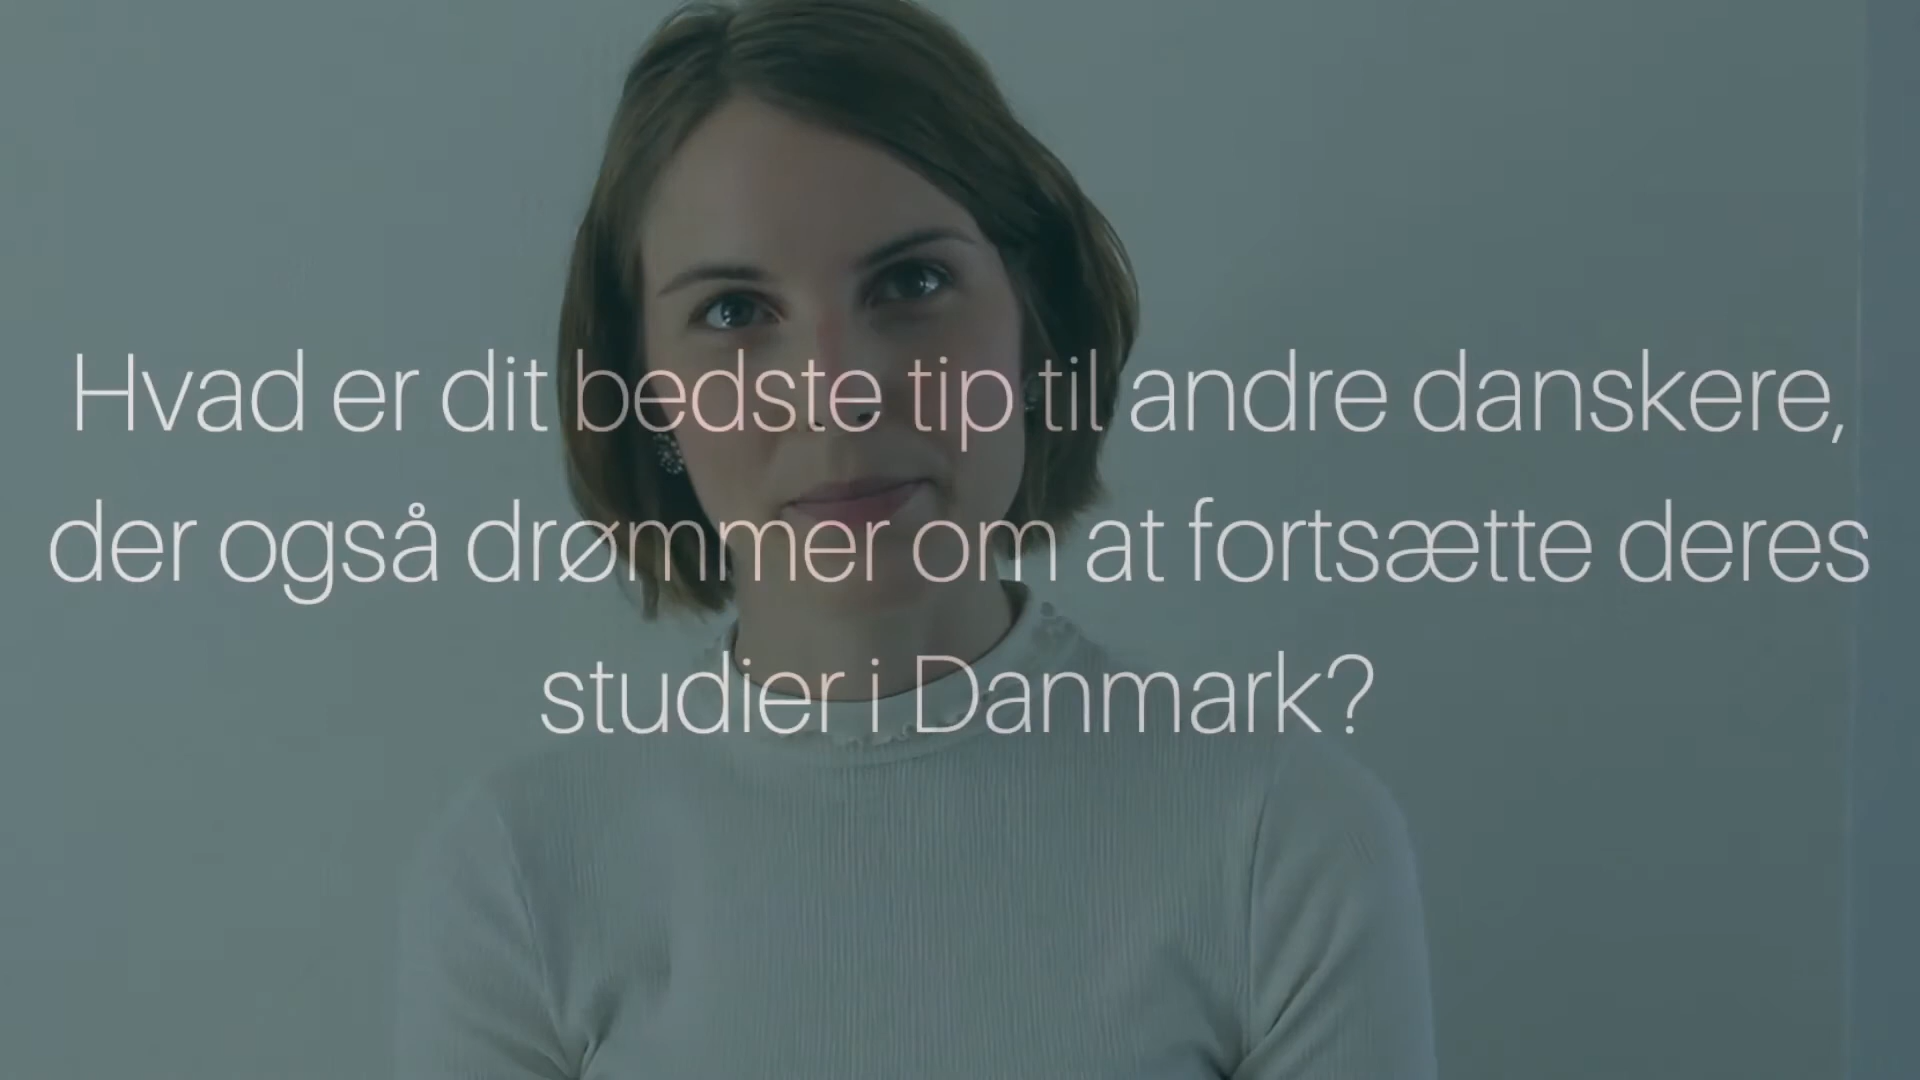 Hvad er dit bedste tip til andre danskere,
der også drømmer om at fortsætte deres
studier i Danmark?